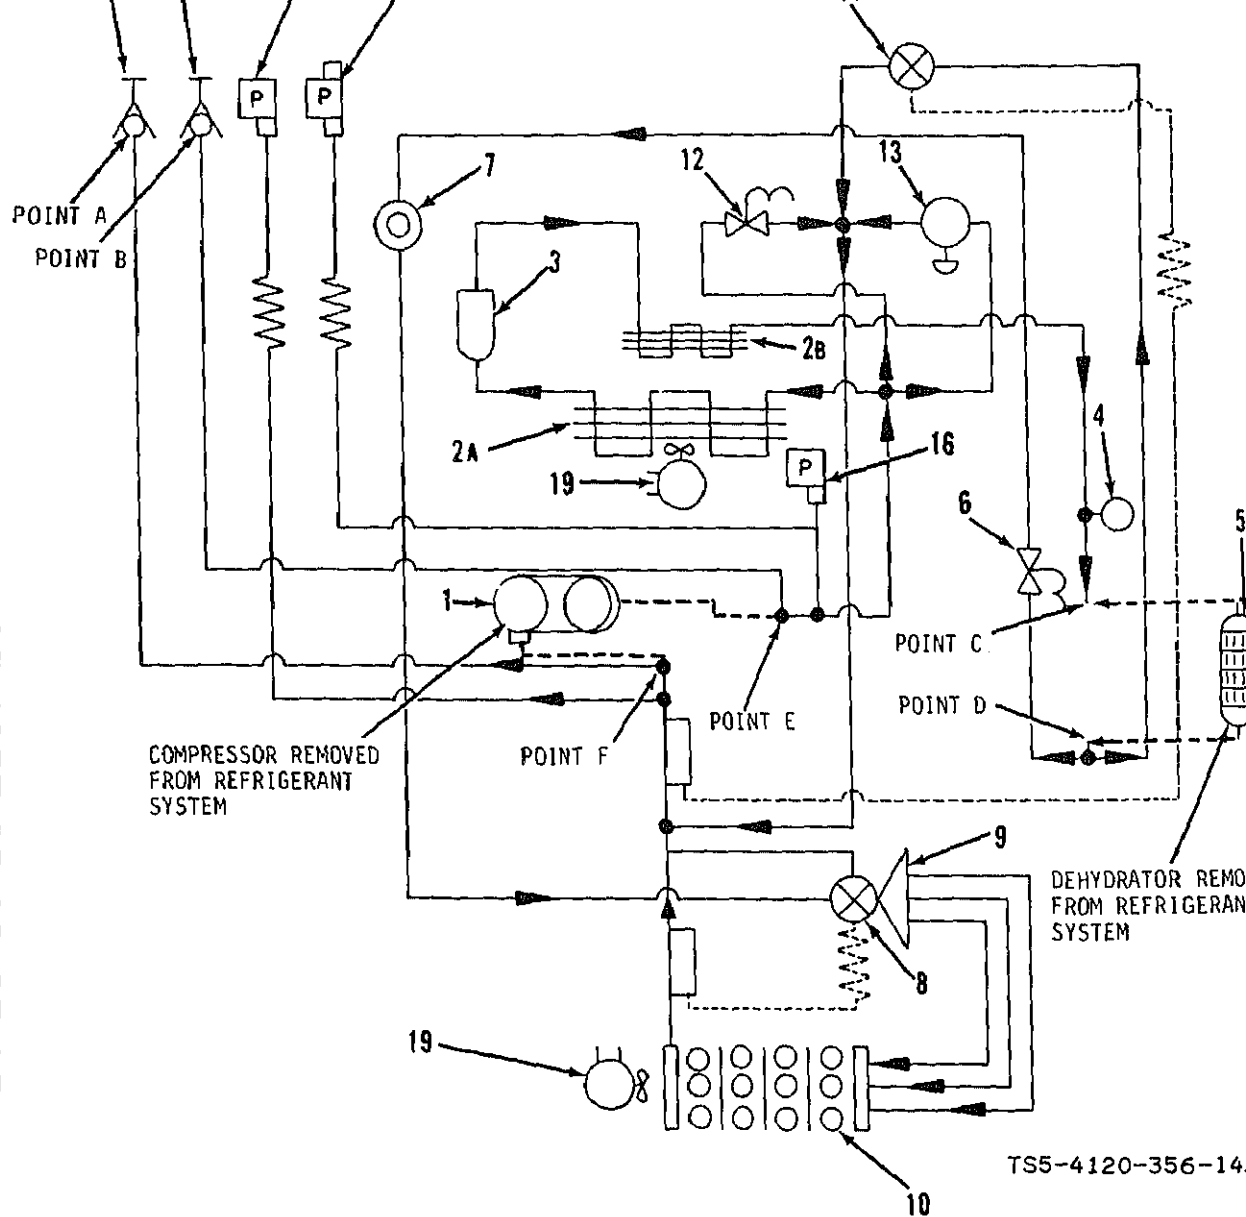 P
P
12
13
7
POINT A
POINT B
3
2B
4
2A
P
16
19
6
5
1
POINT C
POINT D
POINT E
COMPRESSOR REMOVED
FROM REFRIGERANT
SYSTEM
POINT F
9
DEHYDRATOR REMO
FROM REFRIGERAN
SYSTEM
8
19
TS5-4120-356-14
10